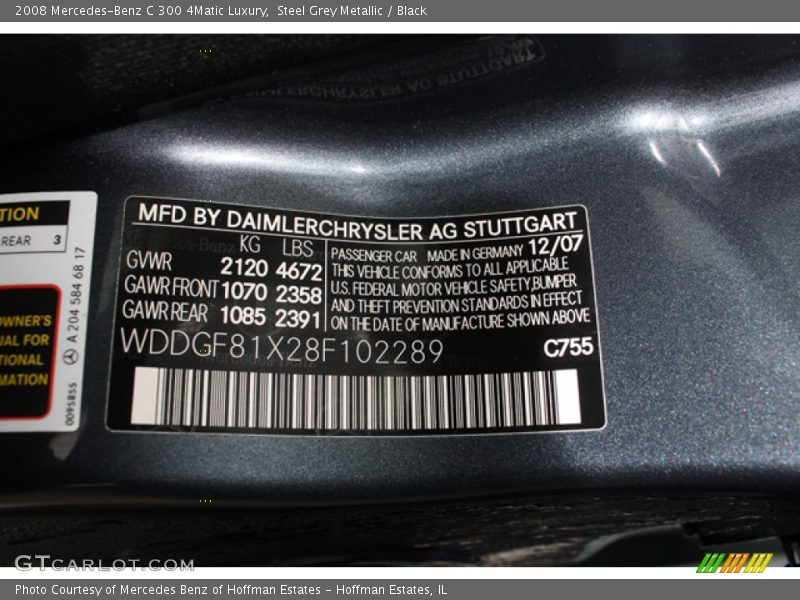 2008 Mercedes-Benz C 300 4Matic Luxury,  Steel Grey Metallic / Black
TION
REAR 3
OWNER'S
UAL FOR
TIONAL
MATION
A 204 584 68 17
0095855
MFD BY DAIMLERCHRYSLER AG STUTTGART
KG LBS
GVWR 2120 4672
GAWR FRONT 1070 2358
GAWR REAR 1085 2391
PASSENGER CAR MADE IN GERMANY 12/07
THIS VEHICLE CONFORMS TO ALL APPLICABLE
U.S. FEDERAL MOTOR VEHICLE SAFETY,BUMPER
AND THEFT PREVENTION STANDARDS IN EFFECT
ON THE DATE OF MANUFACTURE SHOWN ABOVE
WDDGF81X28F102289 C755
GTCARLOT.COM
Photo Courtesy of Mercedes Benz of Hoffman Estates - Hoffman Estates, IL